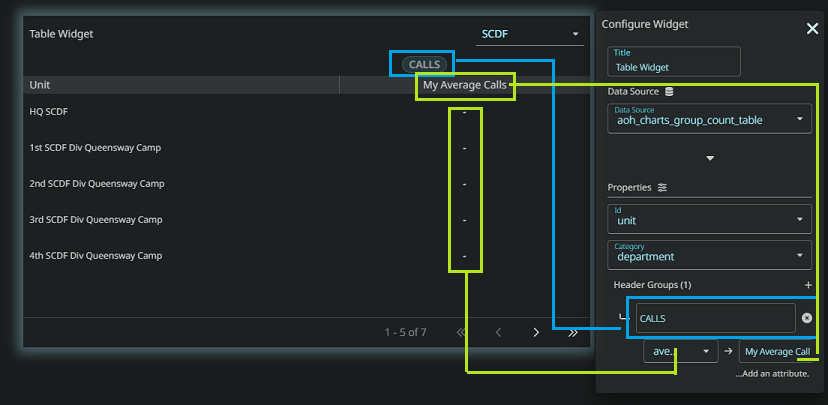 Table Widget
SCDF
CALLS
Unit
My Average Calls
HQ SCDF
-
1st SCDF Div Queensway Camp
-
2nd SCDF Div Queensway Camp
-
3rd SCDF Div Queensway Camp
-
4th SCDF Div Queensway Camp
-
1 - 5 of 7
Configure Widget
Title
Table Widget
Data Source
Data Source
aoh_charts_group_count_table
Properties
Id
unit
Category
department
Header Groups (1)
+
CALLS
ave..
My Average Call
...Add an attribute.